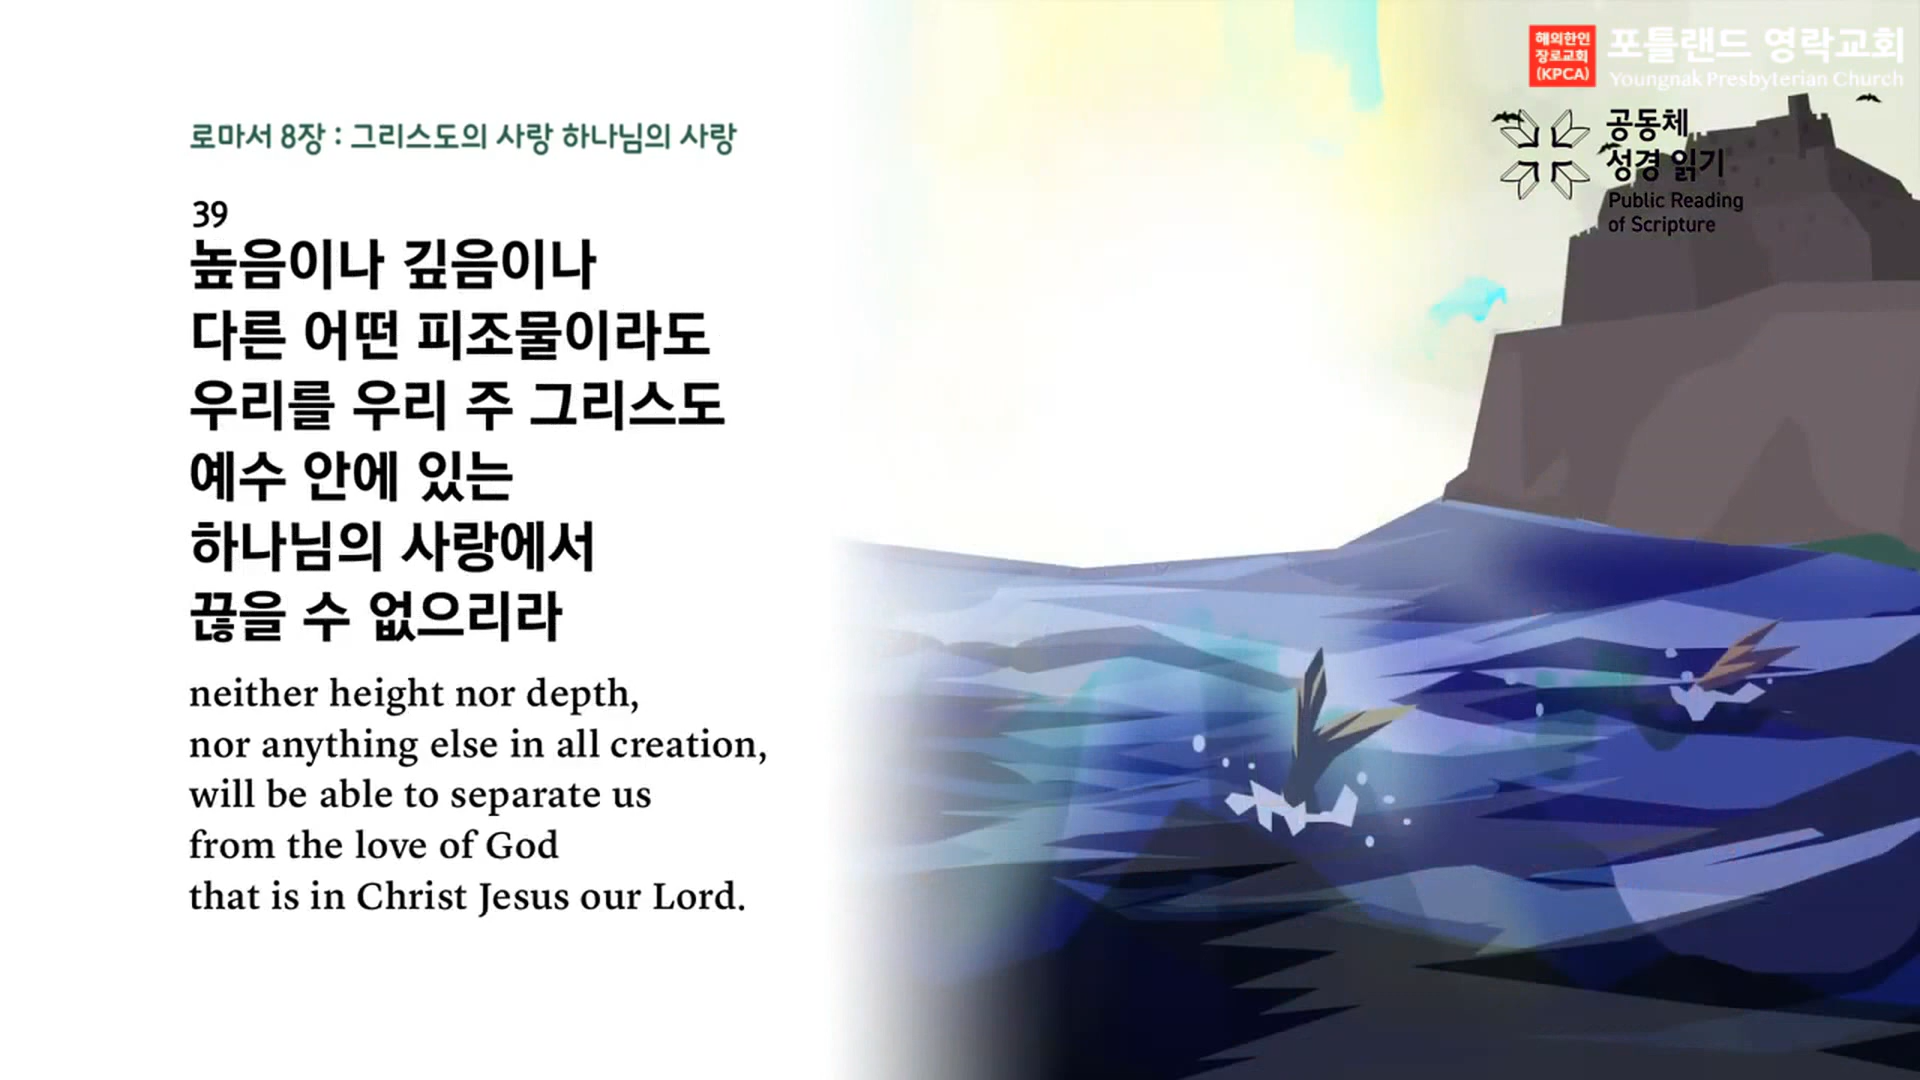 해외한인
장로교회
(KPCA)
포틀랜드 영락교회
Youngnak Presbyterian Church
공동체
성경 읽기
Public Reading
of Scripture
로마서 8장 : 그리스도의 사랑 하나님의 사랑
39
높음이나 깊음이나
다른 어떤 피조물이라도
우리를 우리 주 그리스도
예수 안에 있는
하나님의 사랑에서
끊을 수 없으리라
neither height nor depth,
nor anything else in all creation,
will be able to separate us
from the love of God
that is in Christ Jesus our Lord.